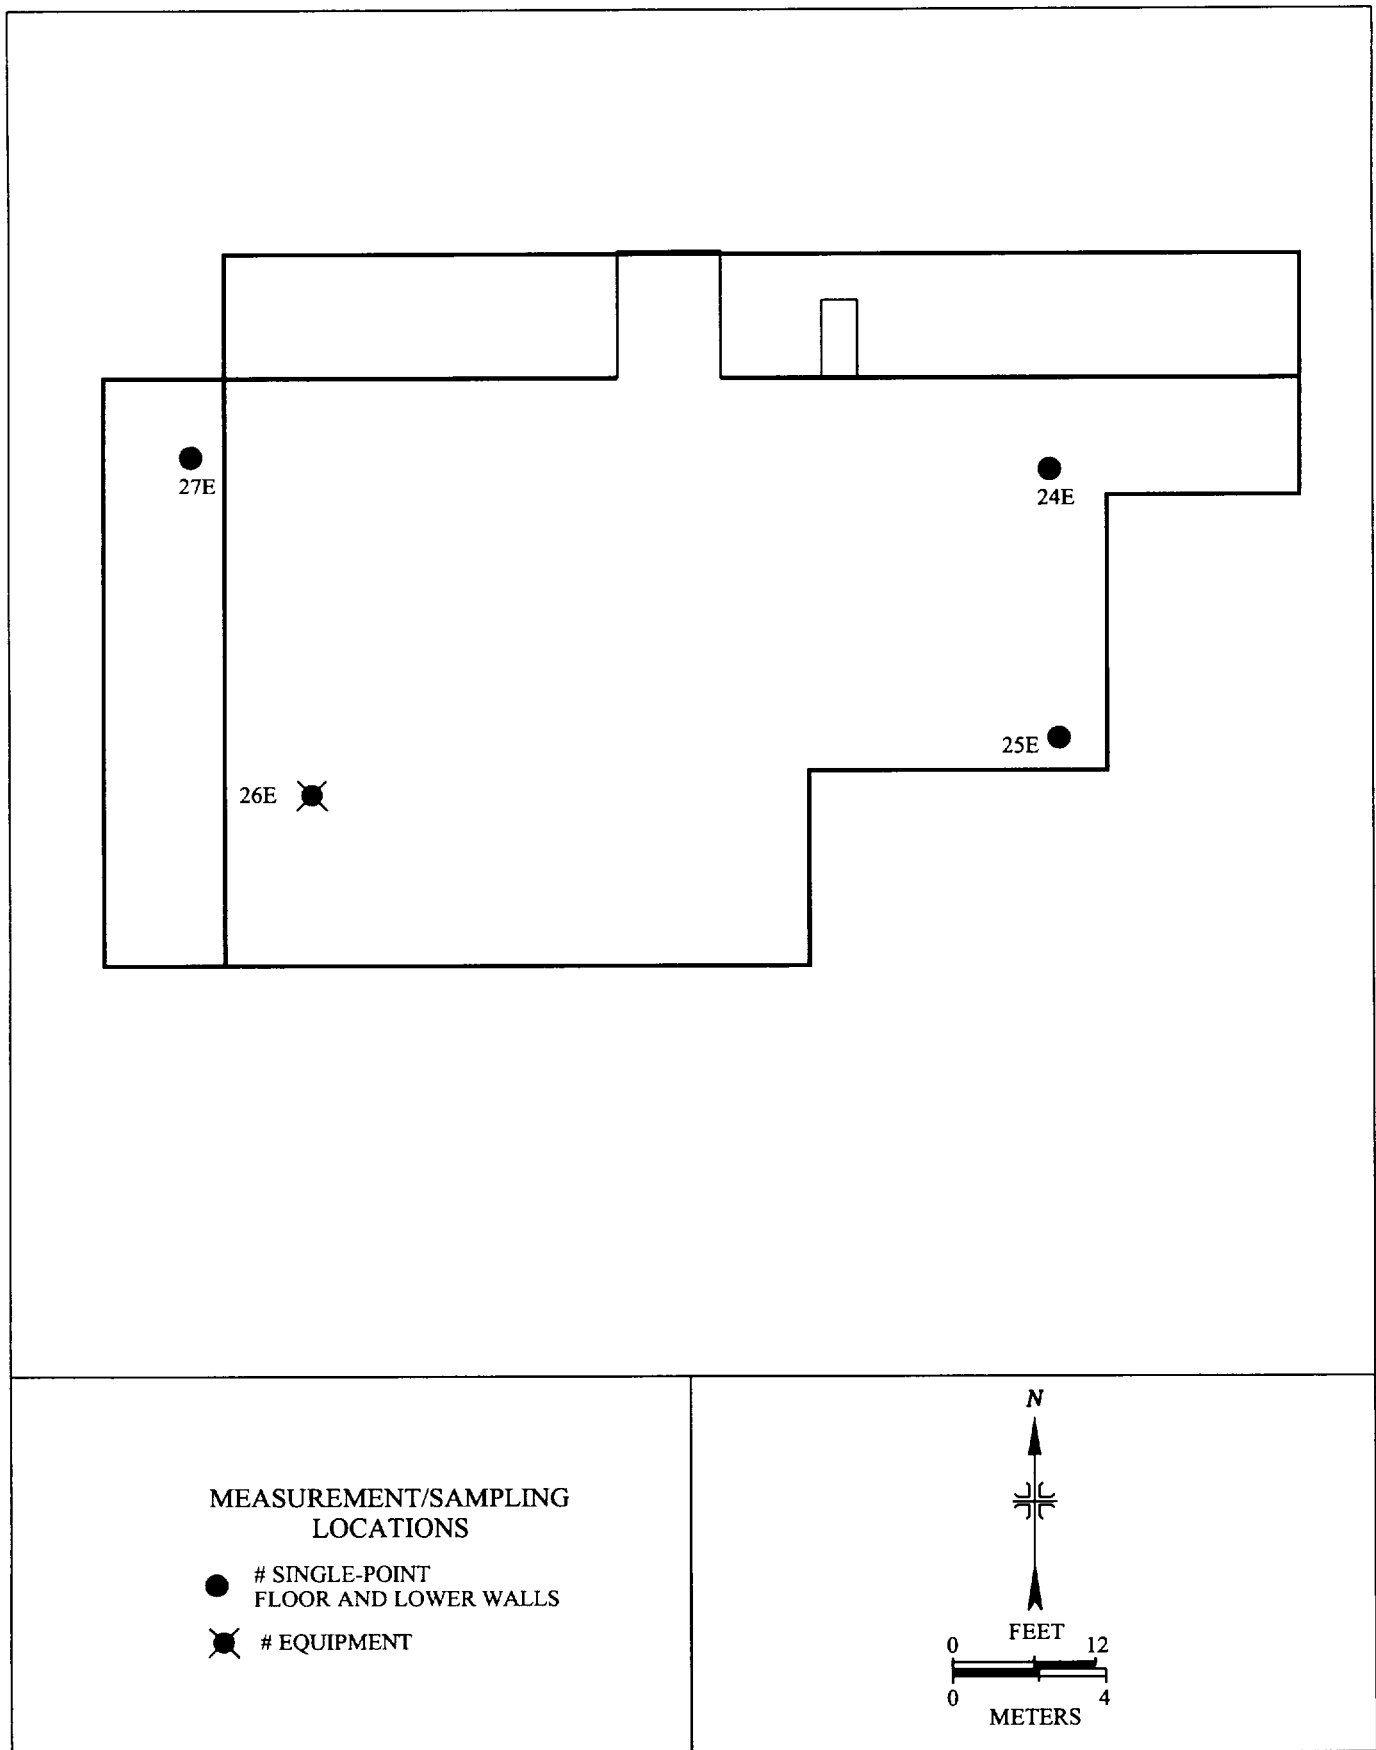 27E
24E
25E
26E
MEASUREMENT/SAMPLING
LOCATIONS
# SINGLE-POINT
FLOOR AND LOWER WALLS
# EQUIPMENT
N
FEET
0 12
0 4
METERS